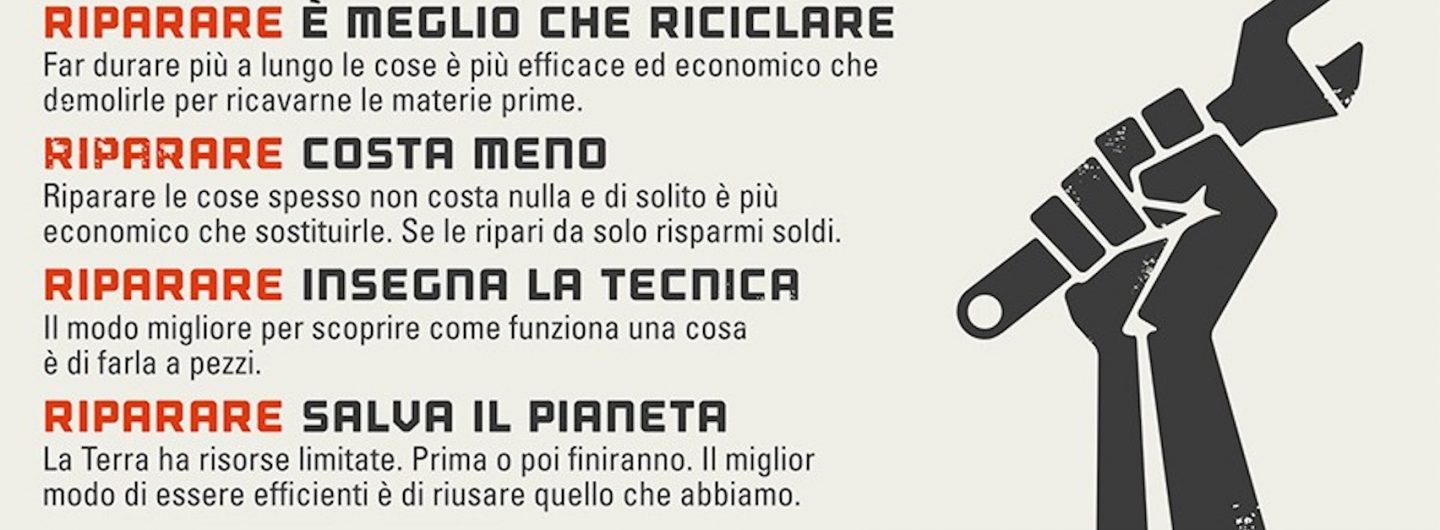 RIPARARE È MEGLIO CHE RICICLARE
Far durare più a lungo le cose è più efficace ed economico che
demolirle per ricavarne le materie prime.
RIPARARE COSTA MENO
Riparare le cose spesso non costa nulla e di solito è più
economico che sostituirle. Se le ripari da solo risparmi soldi.
RIPARARE INSEGNA LA TECNICA
Il modo migliore per scoprire come funziona una cosa
è di farla a pezzi.
RIPARARE SALVA IL PIANETA
La Terra ha risorse limitate. Prima o poi finiranno. Il miglior
modo di essere efficienti è di riusare quello che abbiamo.